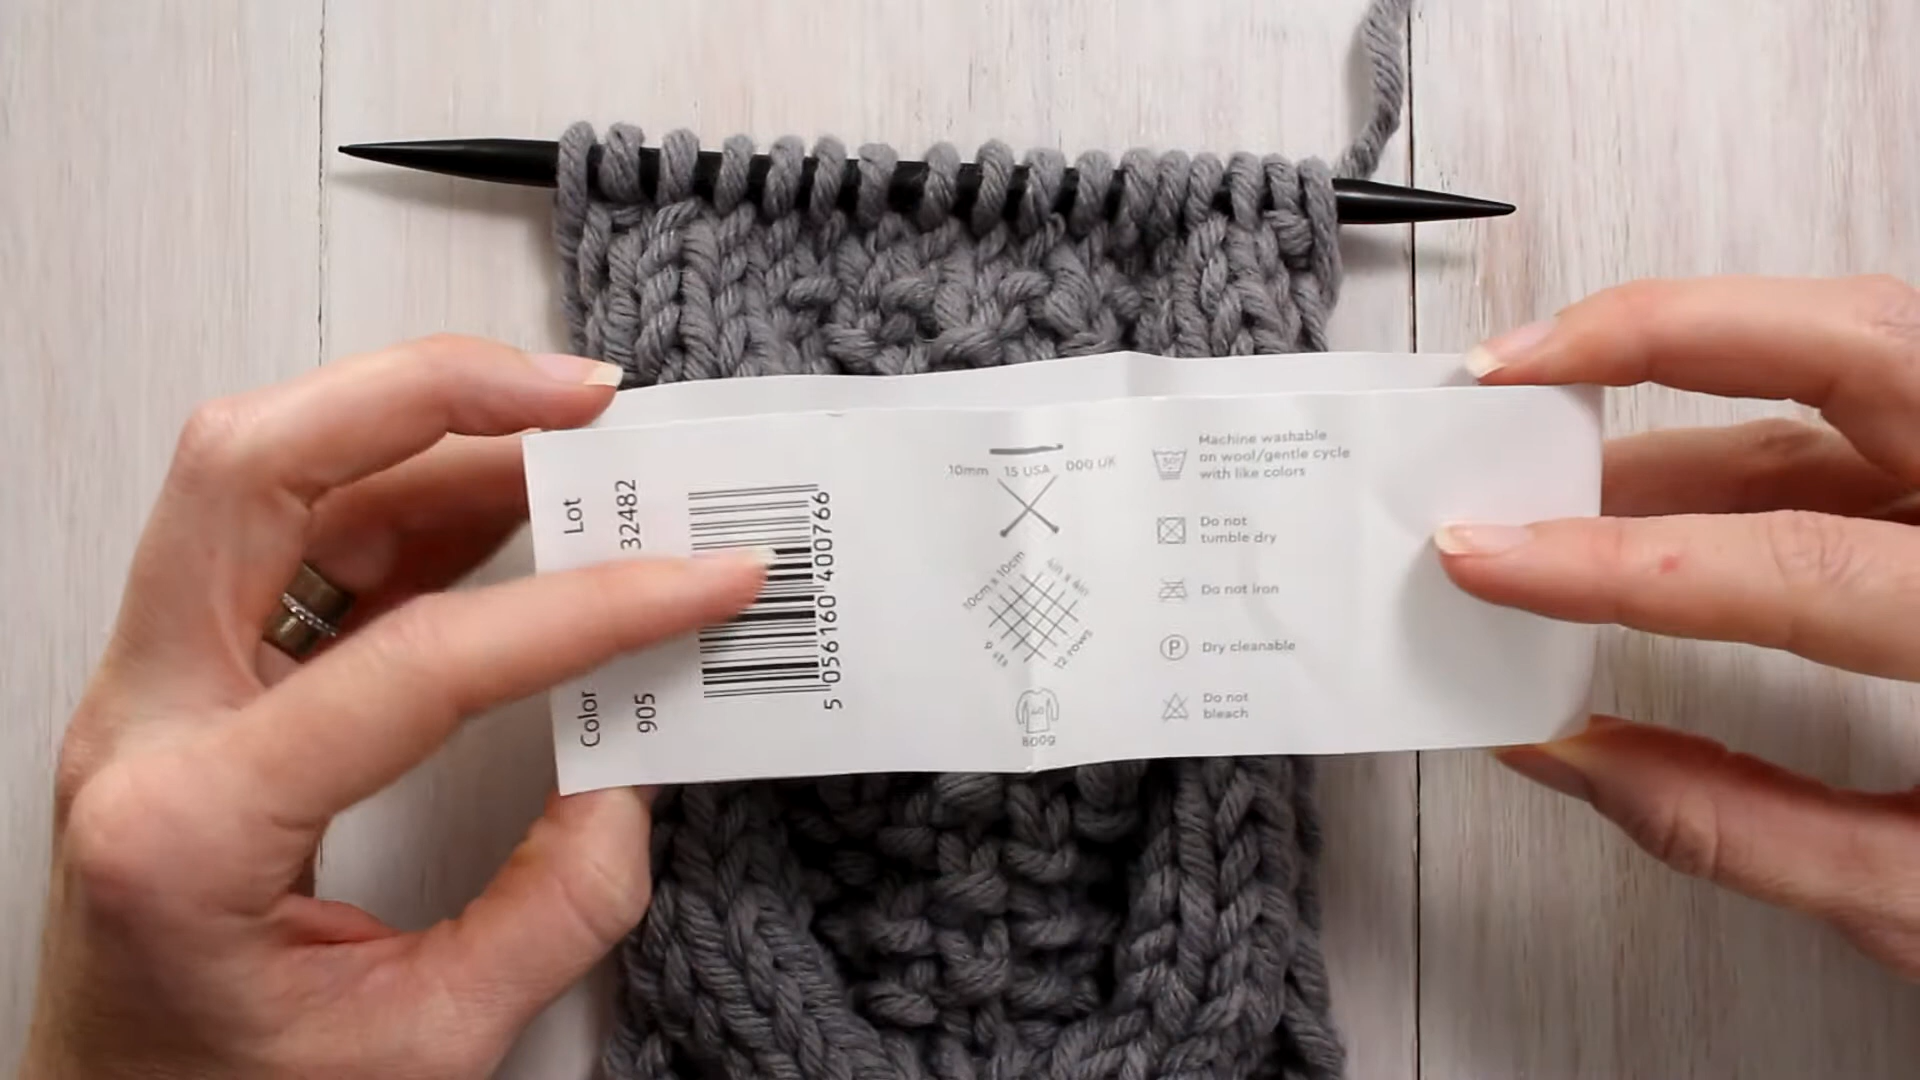 Lot
32482
Color
905
5 056160 400766
10mm 15 USA 000 UK
10cm x 10cm
4in x 4in
9 sts
12 rows
40
800g
30°
Machine washable
on wool/gentle cycle
with like colors
Do not
tumble dry
Do not iron
P
Dry cleanable
Do not
bleach